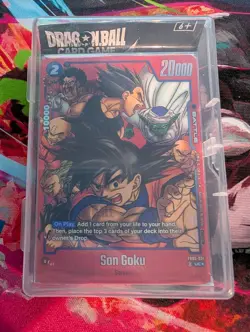 DRAGON BALL
CARD GAME
6+
2
20000
+10000
On Play Add 1 card from your life to your hand.
Then, place the top 3 cards of your deck into their
owner's Drop.
Son Goku